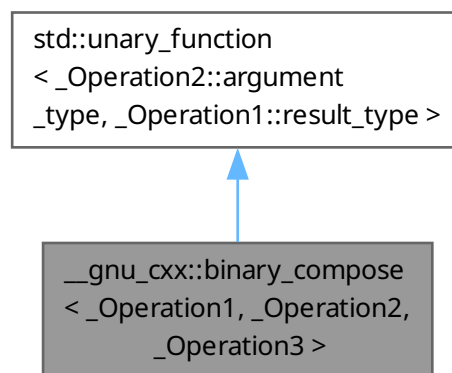 std::unary_function
< _Operation2::argument
_type, _Operation1::result_type >
__gnu_cxx::binary_compose
< _Operation1, _Operation2,
_Operation3 >